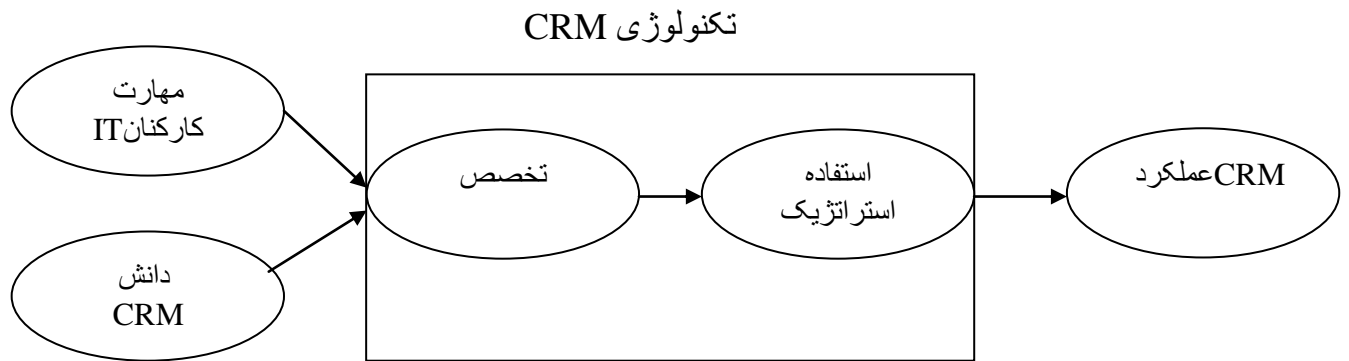 تکنولوژی CRM
مهارت
کارکنانIT
تخصص
استفاده
استراتژیک
CRMعملکرد
دانش
CRM